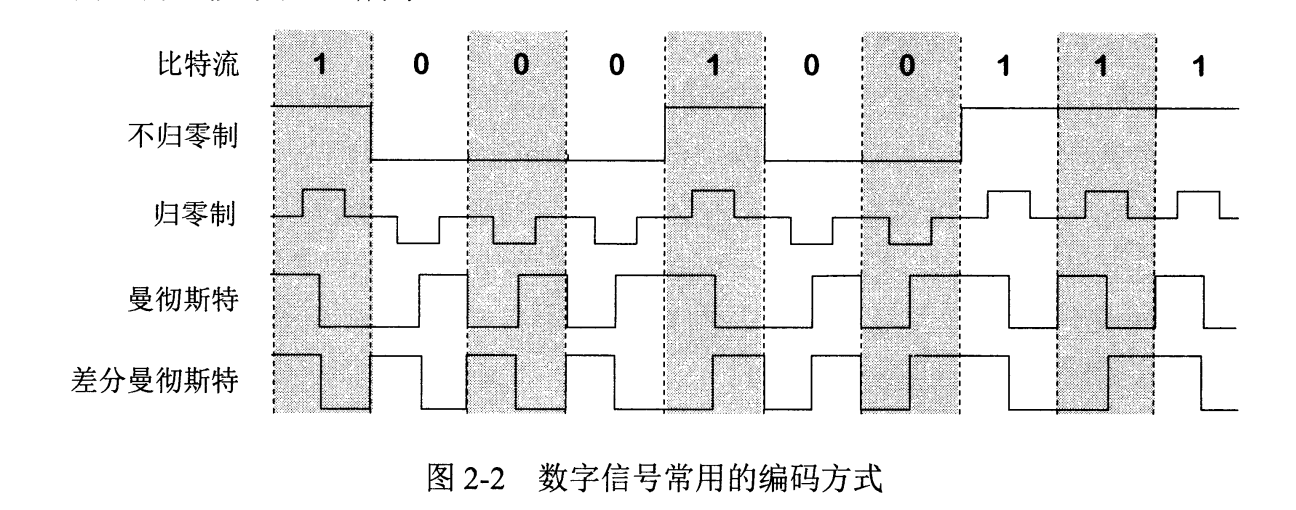 比特流 1 0 0 0 1 0 0 1 1 1
不归零制
归零制
曼彻斯特
差分曼彻斯特
图 2-2 数字信号常用的编码方式